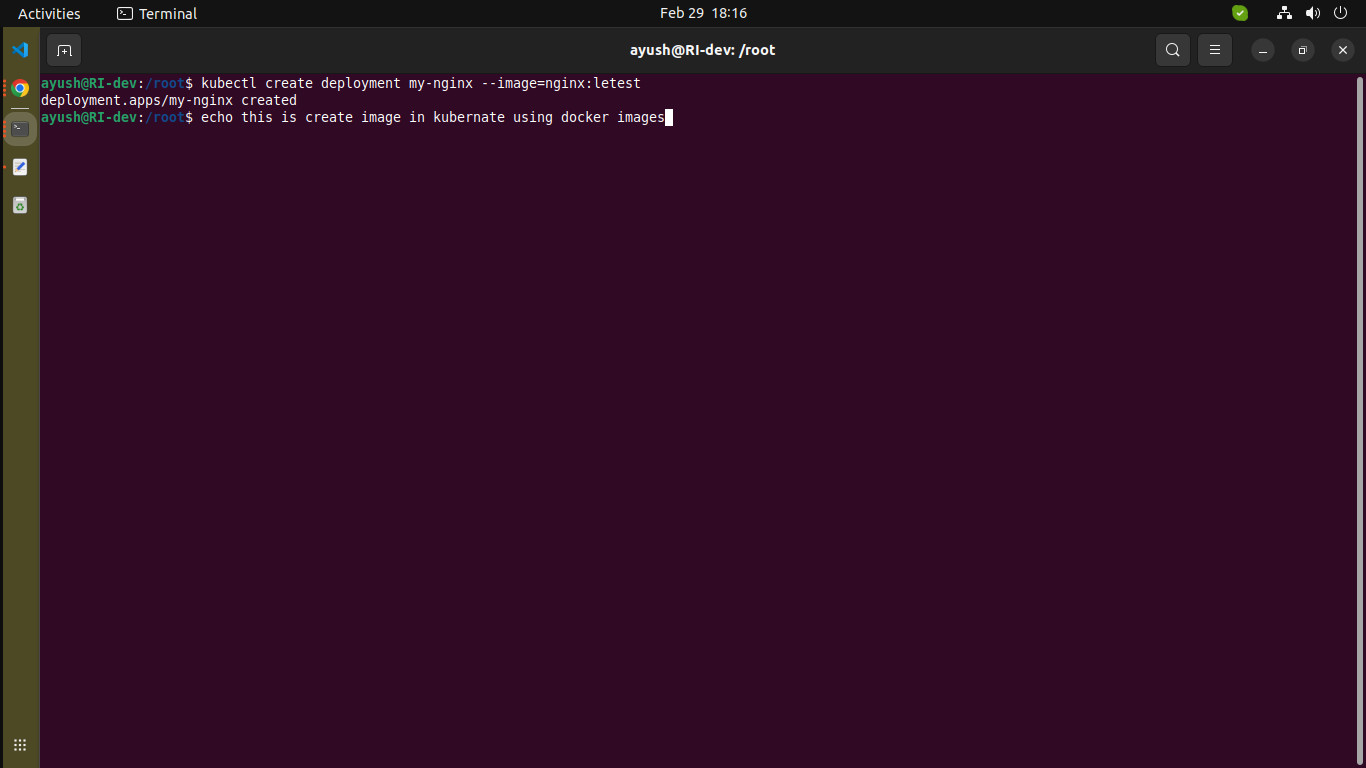 Activities
Terminal
Feb 29 18:16
ayush@RI-dev: /root
ayush@RI-dev:/root$ kubectl create deployment my-nginx --image=nginx:letest
deployment.apps/my-nginx created
ayush@RI-dev:/root$ echo this is create image in kubernate using docker images